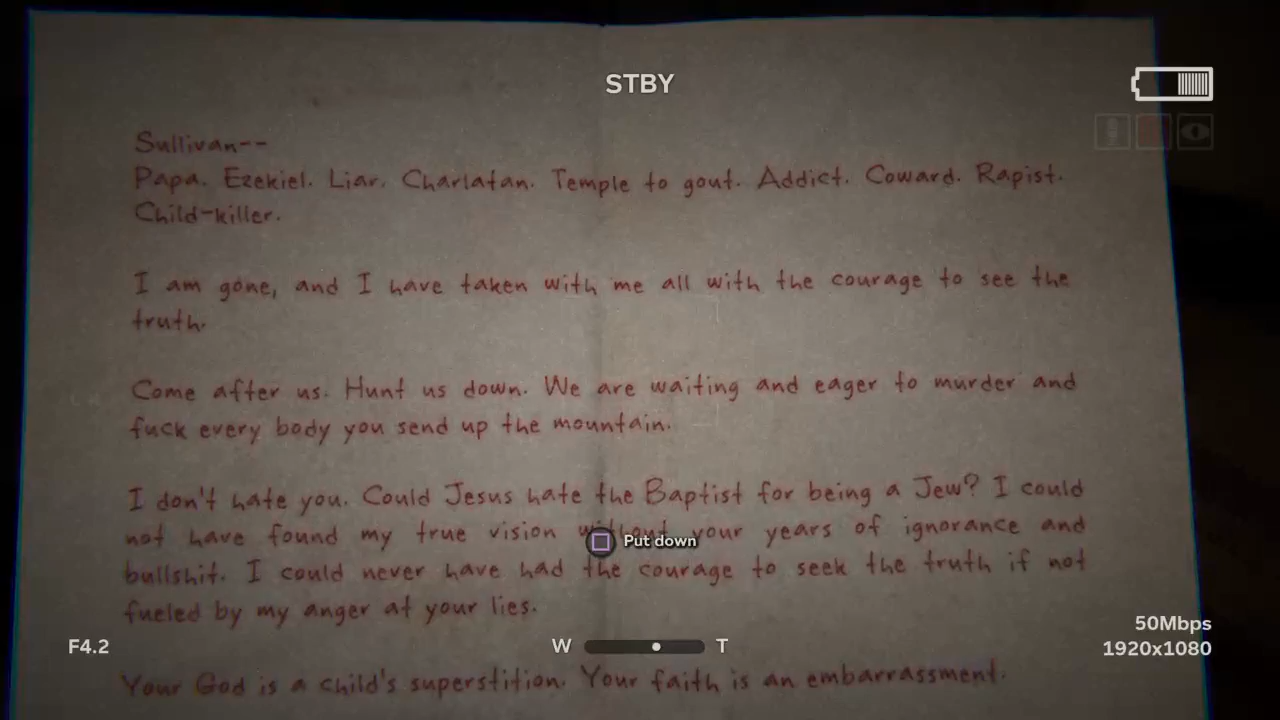 STBY
Sullivan--
Papa. Ezekiel. Liar. Charlatan. Temple to gout. Addict. Coward. Rapist.
Child-killer.
I am gone, and I have taken with me all with the courage to see the
truth.
Come after us. Hunt us down. We are waiting and eager to murder and
fuck every body you send up the mountain.
I don't hate you. Could Jesus hate the Baptist for being a Jew? I could
not have found my true vision without your years of ignorance and
Put down
bullshit. I could never have had the courage to seek the truth if not
fueled by my anger at your lies.
50Mbps
F4.2 W T 1920x1080
Your God is a child's superstition. Your faith is an embarrassment.